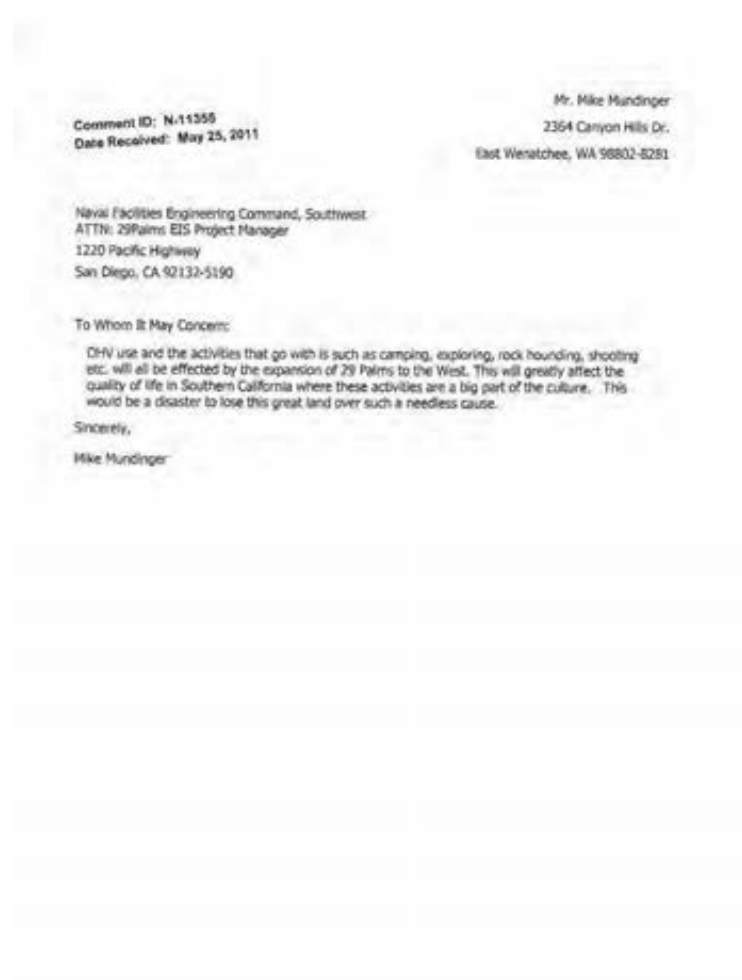 Comment ID: N-11355
Date Received: May 25, 2011
Mr. Mike Mundinger
2364 Canyon Hills Dr.
East Wenatchee, WA 98802-8281
Naval Facilities Engineering Command, Southwest
ATTN: 29Palms EIS Project Manager
1220 Pacific Highway
San Diego, CA 92132-5190
To Whom It May Concern:
OHV use and the activities that go with is such as camping, exploring, rock hounding, shooting
etc. will all be effected by the expansion of 29 Palms to the West. This will greatly affect the
quality of life in Southern California where these activities are a big part of the culture. This
would be a disaster to lose this great land over such a needless cause.
Sincerely,
Mike Mundinger